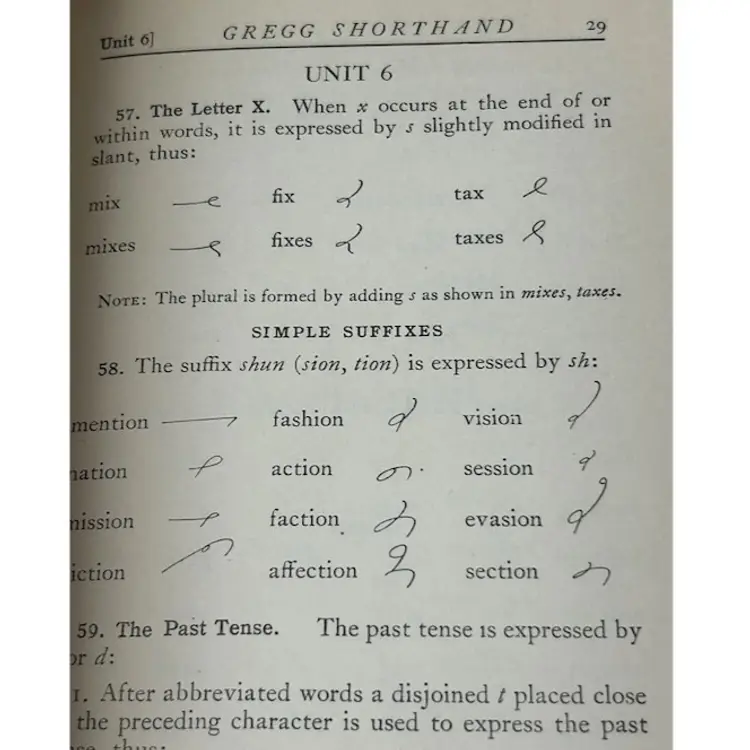 Unit 6]
GREGG SHORTHAND
29
UNIT 6
57. The Letter X. When x occurs at the end of or
within words, it is expressed by s slightly modified in
slant, thus:
mix fix tax
mixes fixes taxes
NOTE: The plural is formed by adding s as shown in mixes, taxes.
SIMPLE SUFFIXES
58. The suffix shun (sion, tion) is expressed by sh:
mention fashion vision
nation action session
mission faction evasion
iction affection section
59. The Past Tense. The past tense is expressed by
or d:
1. After abbreviated words a disjoined t placed close
the preceding character is used to express the past
thus: